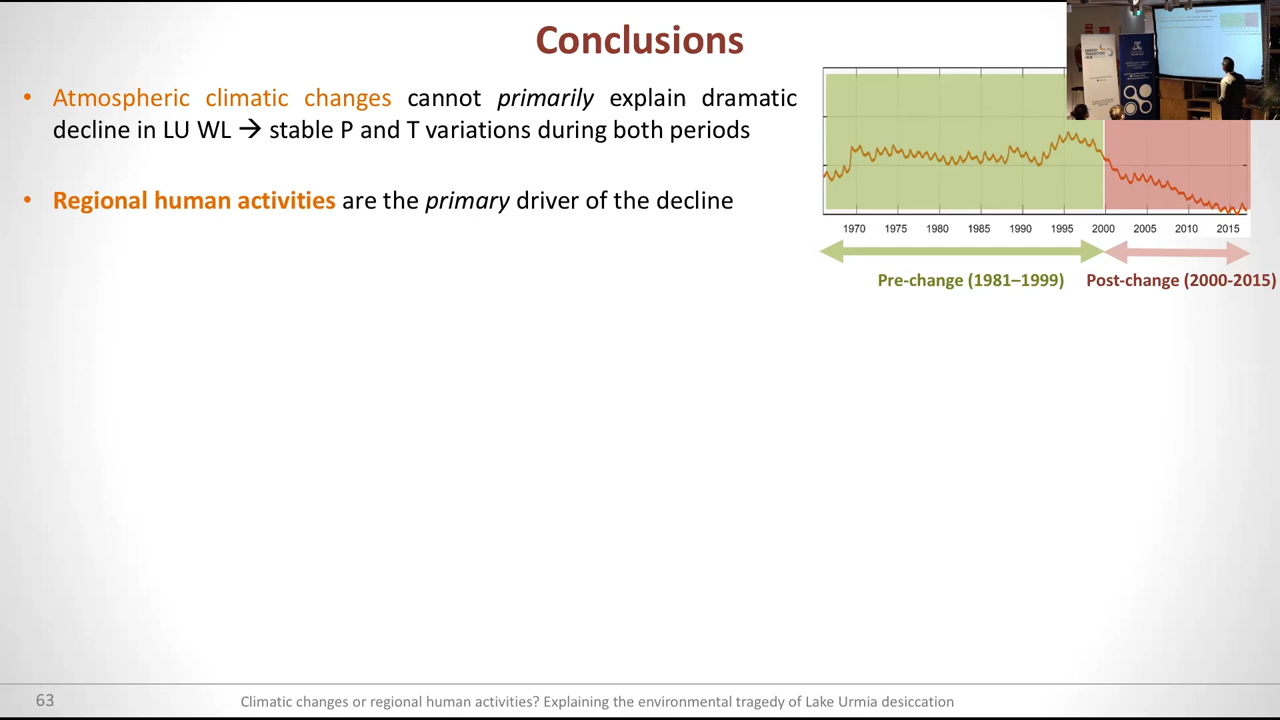 Conclusions
• Atmospheric climatic changes cannot primarily explain dramatic
decline in LU WL → stable P and T variations during both periods
• Regional human activities are the primary driver of the decline
1970 1975 1980 1985 1990 1995 2000 2005 2010 2015
Pre-change (1981–1999) Post-change (2000-2015)
63 Climatic changes or regional human activities? Explaining the environmental tragedy of Lake Urmia desiccation